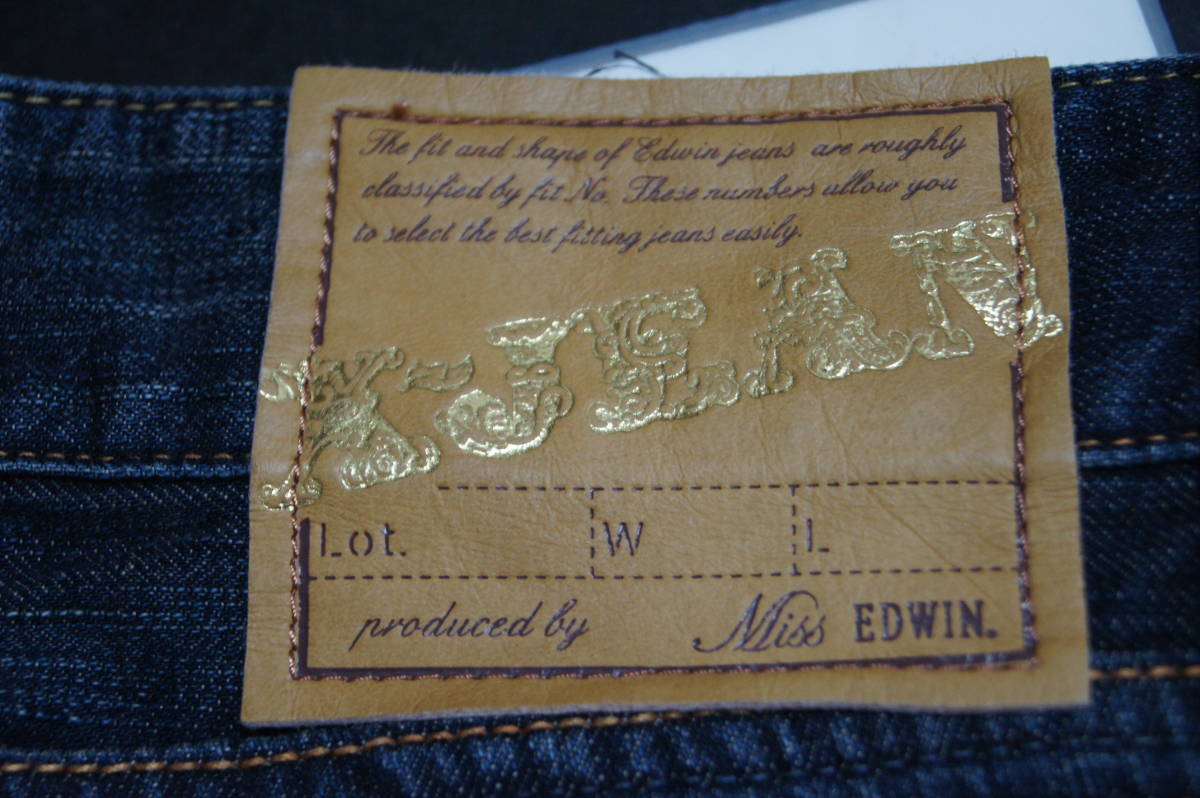 The fit and shape of Edwin jeans are roughly
classified by fit No. These numbers allow you
to select the best fitting jeans easily.
X-JEAN
Lot. W L
produced by Miss EDWIN.